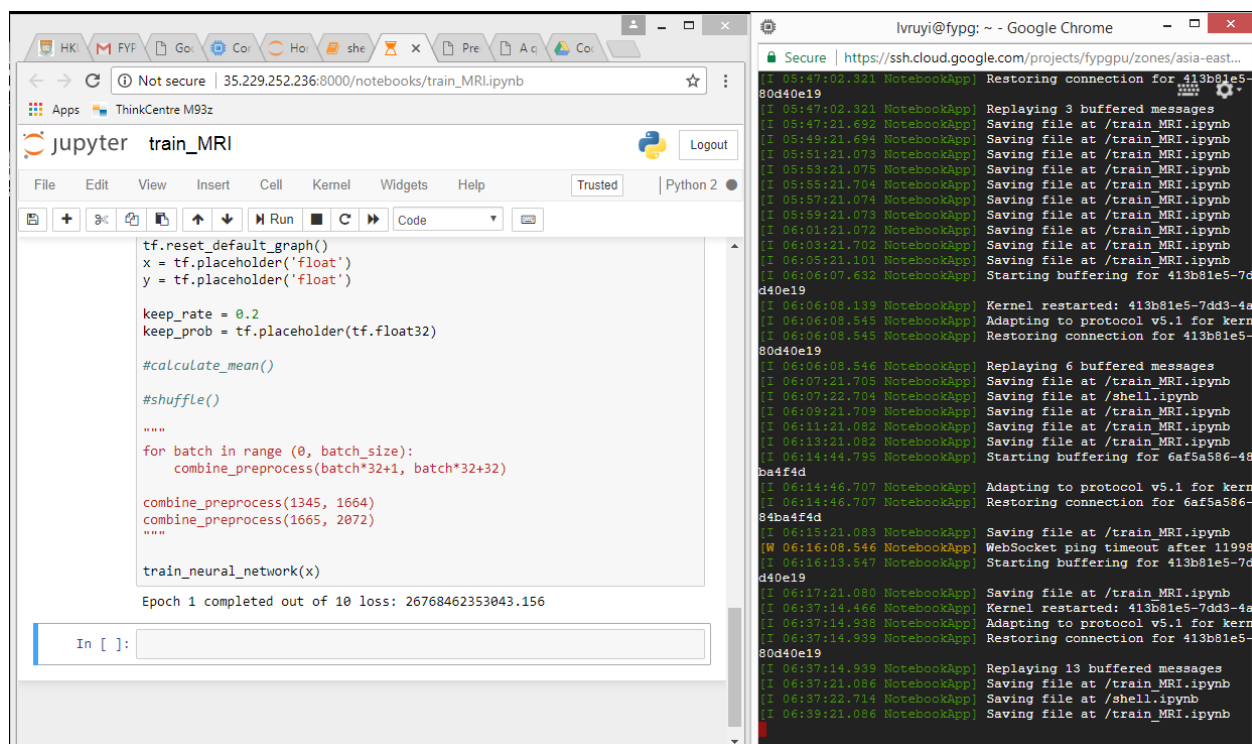 HKI
FYP
Goo
Cor
Hor
she
Pre
A q
Coc
Not secure | 35.229.252.236:8000/notebooks/train_MRI.ipynb
Apps ThinkCentre M93z
jupyter train_MRI
Logout
File Edit View Insert Cell Kernel Widgets Help Trusted Python 2
Run Code
tf.reset_default_graph()
x = tf.placeholder('float')
y = tf.placeholder('float')
keep_rate = 0.2
keep_prob = tf.placeholder(tf.float32)
#calculate_mean()
#shuffle()
"""
for batch in range (0, batch_size):
    combine_preprocess(batch*32+1, batch*32+32)
combine_preprocess(1345, 1664)
combine_preprocess(1665, 2072)
"""
train_neural_network(x)
Epoch 1 completed out of 10 loss: 26768462353043.156
In [ ]:
lvruyi@fypg: ~ - Google Chrome
Secure | https://ssh.cloud.google.com/projects/fypgpu/zones/asia-east...
[I 05:47:02.321 NotebookApp] Restoring connection for 413b81e5-
80d40e19
[I 05:47:02.321 NotebookApp] Replaying 3 buffered messages
[I 05:47:21.692 NotebookApp] Saving file at /train_MRI.ipynb
[I 05:49:21.694 NotebookApp] Saving file at /train_MRI.ipynb
[I 05:51:21.073 NotebookApp] Saving file at /train_MRI.ipynb
[I 05:53:21.075 NotebookApp] Saving file at /train_MRI.ipynb
[I 05:55:21.704 NotebookApp] Saving file at /train_MRI.ipynb
[I 05:57:21.074 NotebookApp] Saving file at /train_MRI.ipynb
[I 05:59:21.073 NotebookApp] Saving file at /train_MRI.ipynb
[I 06:01:21.072 NotebookApp] Saving file at /train_MRI.ipynb
[I 06:03:21.702 NotebookApp] Saving file at /train_MRI.ipynb
[I 06:05:21.101 NotebookApp] Saving file at /train_MRI.ipynb
[I 06:06:07.632 NotebookApp] Starting buffering for 413b81e5-7d
d40e19
[I 06:06:08.139 NotebookApp] Kernel restarted: 413b81e5-7dd3-4a
[I 06:06:08.545 NotebookApp] Adapting to protocol v5.1 for kern
[I 06:06:08.545 NotebookApp] Restoring connection for 413b81e5-
80d40e19
[I 06:06:08.546 NotebookApp] Replaying 6 buffered messages
[I 06:07:21.705 NotebookApp] Saving file at /train_MRI.ipynb
[I 06:07:22.704 NotebookApp] Saving file at /shell.ipynb
[I 06:09:21.709 NotebookApp] Saving file at /train_MRI.ipynb
[I 06:11:21.082 NotebookApp] Saving file at /train_MRI.ipynb
[I 06:13:21.082 NotebookApp] Saving file at /train_MRI.ipynb
[I 06:14:44.795 NotebookApp] Starting buffering for 6af5a586-48
ba4f4d
[I 06:14:46.707 NotebookApp] Adapting to protocol v5.1 for kern
[I 06:14:46.707 NotebookApp] Restoring connection for 6af5a586-
84ba4f4d
[I 06:15:21.083 NotebookApp] Saving file at /train_MRI.ipynb
[W 06:16:08.546 NotebookApp] WebSocket ping timeout after 11998
[I 06:16:13.547 NotebookApp] Starting buffering for 413b81e5-7d
d40e19
[I 06:17:21.080 NotebookApp] Saving file at /train_MRI.ipynb
[I 06:37:14.466 NotebookApp] Kernel restarted: 413b81e5-7dd3-4a
[I 06:37:14.938 NotebookApp] Adapting to protocol v5.1 for kern
[I 06:37:14.939 NotebookApp] Restoring connection for 413b81e5-
80d40e19
[I 06:37:14.939 NotebookApp] Replaying 13 buffered messages
[I 06:37:21.086 NotebookApp] Saving file at /train_MRI.ipynb
[I 06:37:22.714 NotebookApp] Saving file at /shell.ipynb
[I 06:39:21.086 NotebookApp] Saving file at /train_MRI.ipynb